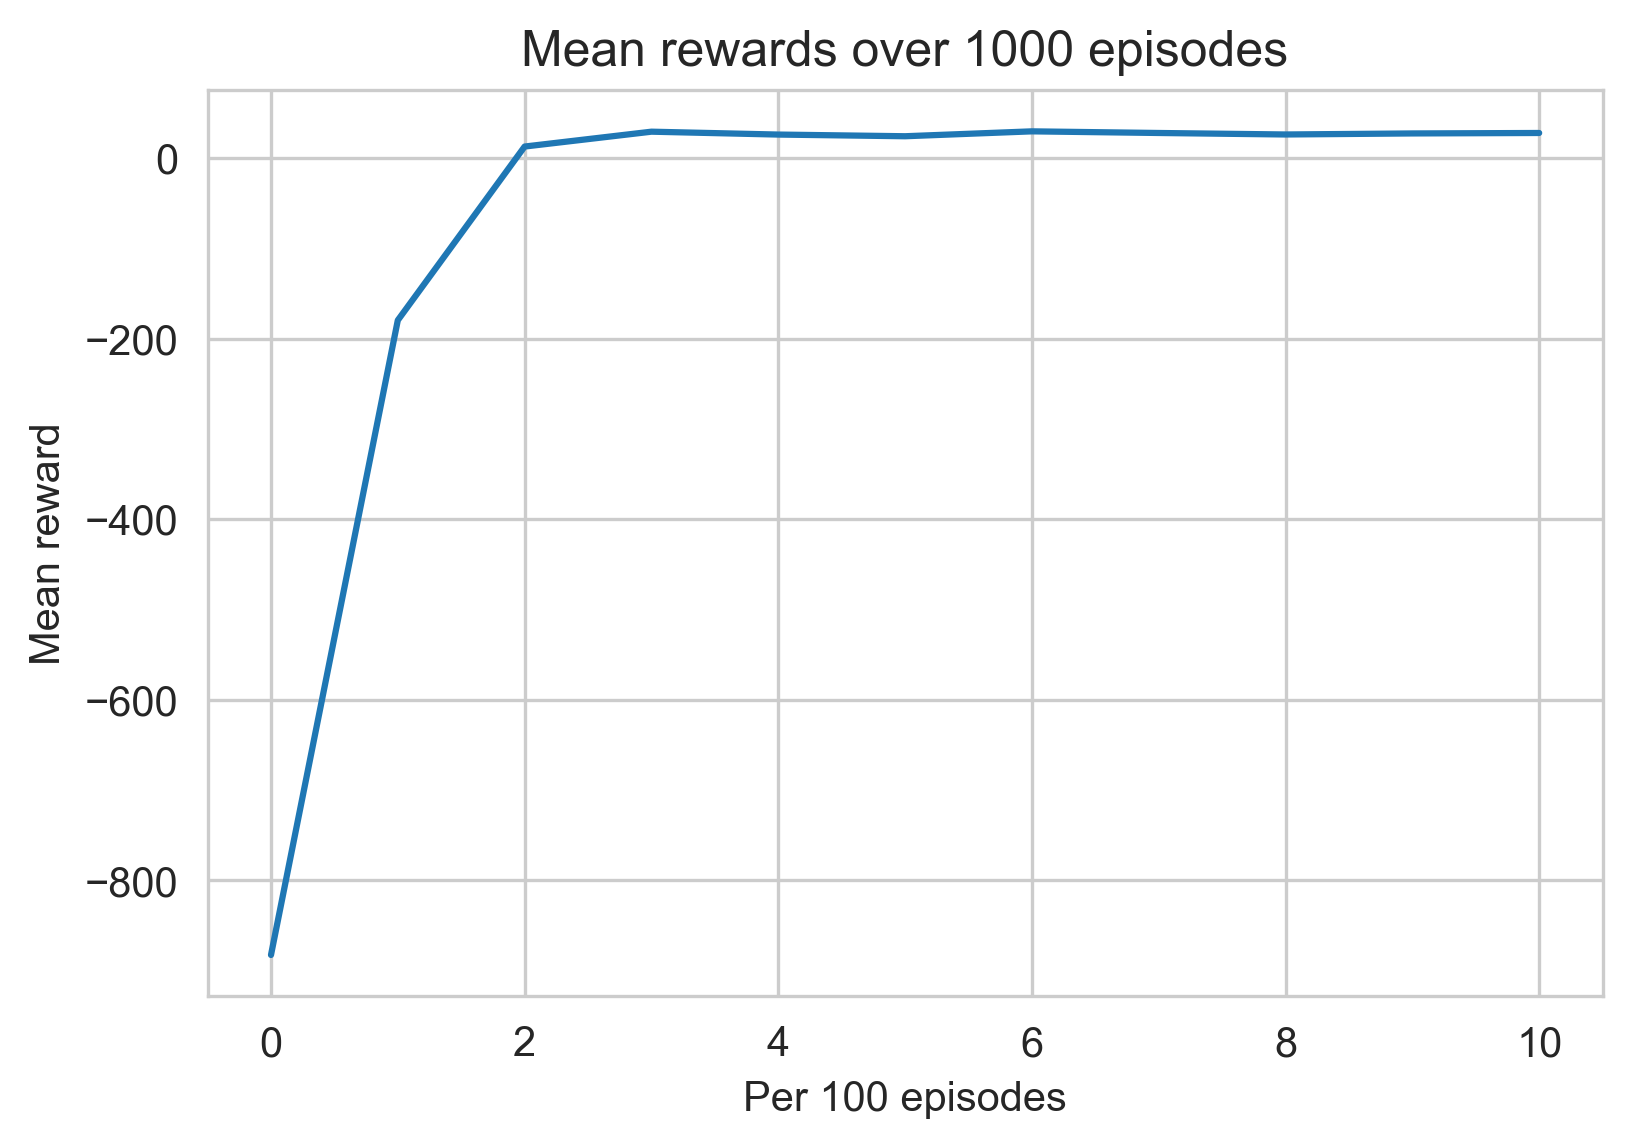 Mean rewards over 1000 episodes
0
−200
−400
−600
−800
Mean reward
0 2 4 6 8 10
Per 100 episodes